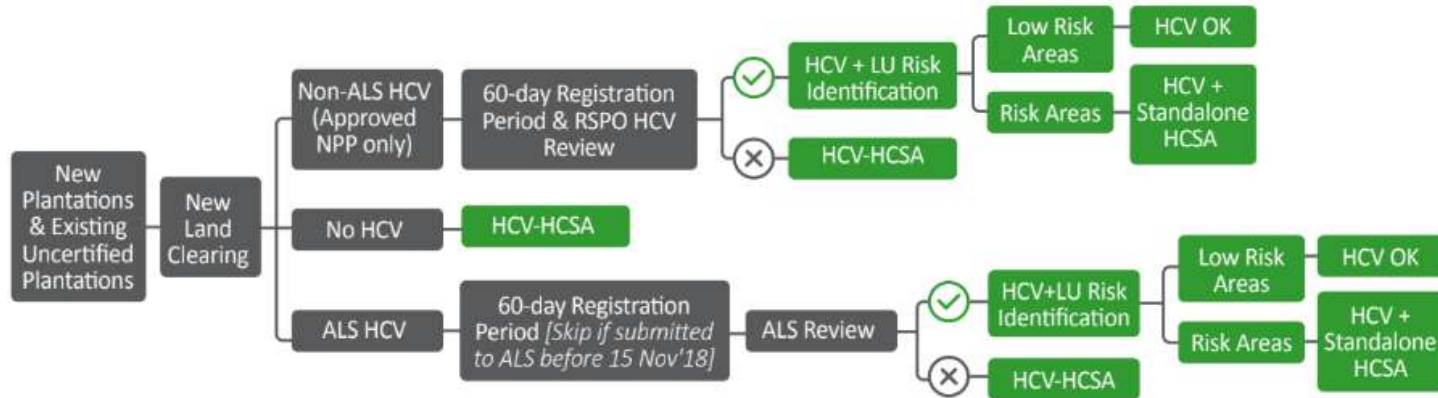 New
Plantations
& Existing
Uncertified
Plantations
New
Land
Clearing
Non-ALS HCV
(Approved
NPP only)
60-day Registration
Period & RSPO HCV
Review
HCV + LU Risk
Identification
Low Risk
Areas
HCV OK
Risk Areas
HCV +
Standalone
HCSA
HCV-HCSA
No HCV
HCV-HCSA
ALS HCV
60-day Registration
Period [Skip if submitted
to ALS before 15 Nov'18]
ALS Review
HCV+LU Risk
Identification
Low Risk
Areas
HCV OK
Risk Areas
HCV +
Standalone
HCSA
HCV-HCSA